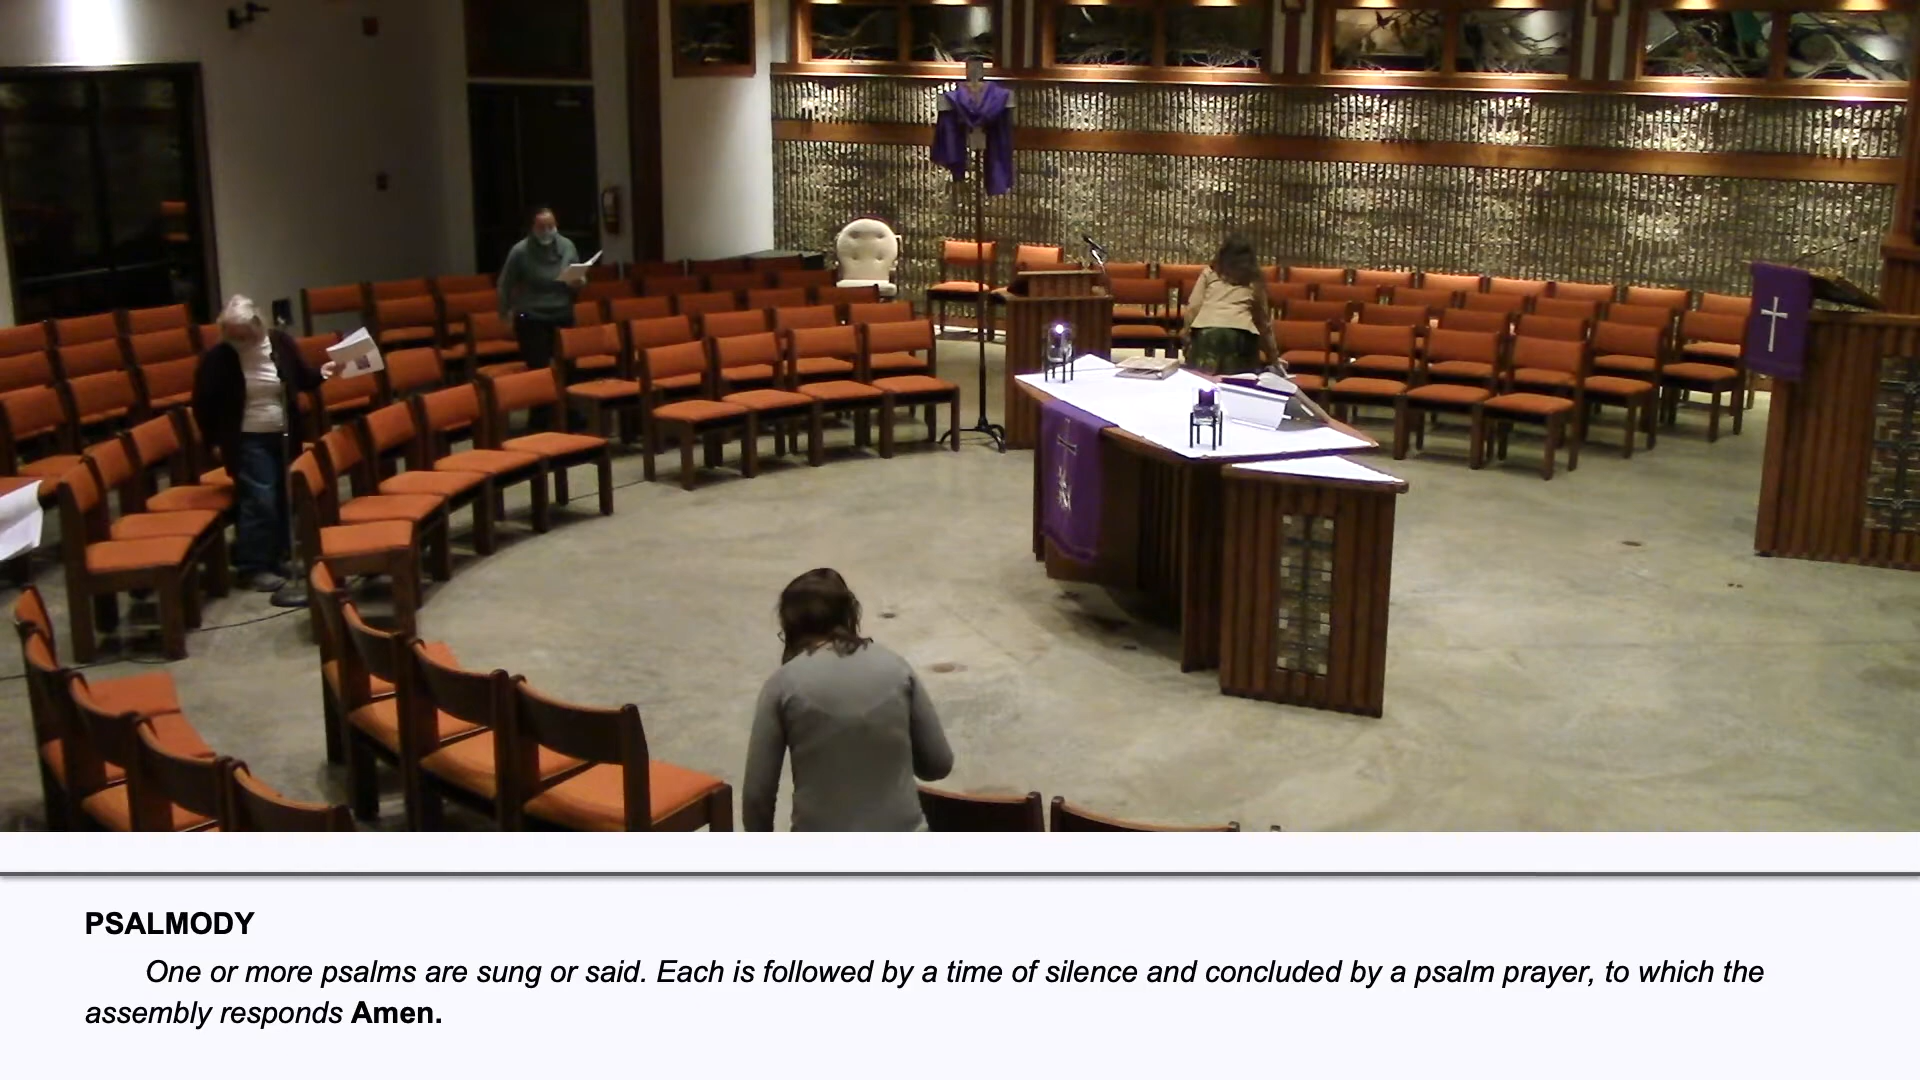 PSALMODY
One or more psalms are sung or said. Each is followed by a time of silence and concluded by a psalm prayer, to which the
assembly responds Amen.